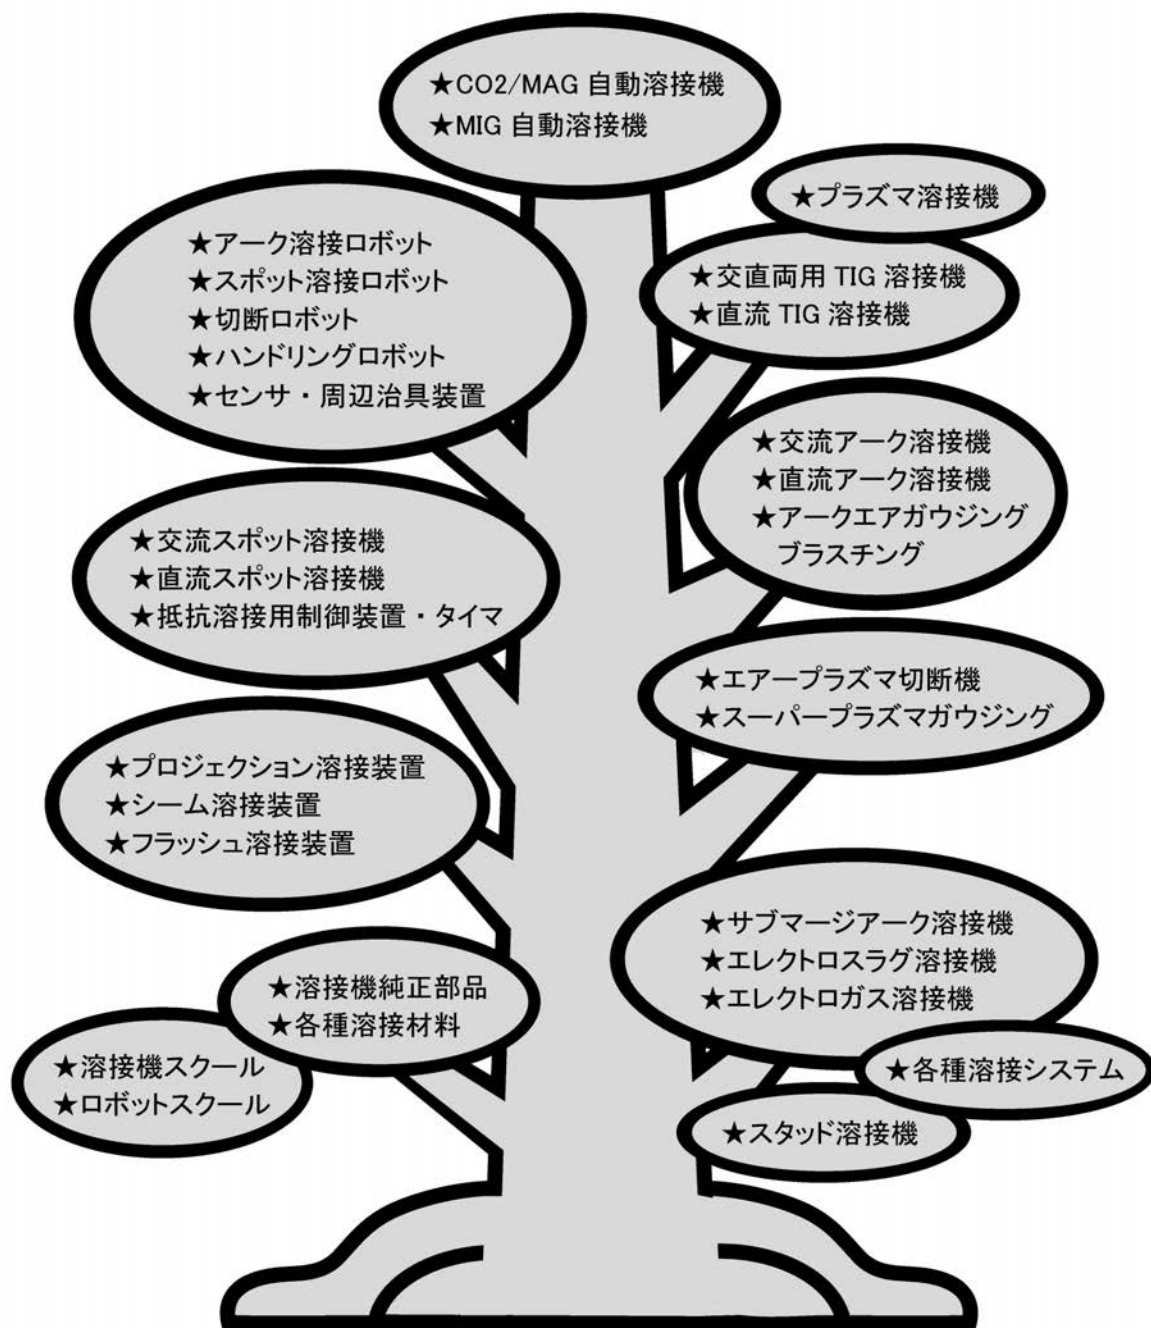 ★CO2/MAG 自動溶接機
★MIG 自動溶接機
★プラズマ溶接機
★アーク溶接ロボット
★スポット溶接ロボット
★切断ロボット
★ハンドリングロボット
★センサ・周辺治具装置
★交直両用 TIG 溶接機
★直流 TIG 溶接機
★交流アーク溶接機
★直流アーク溶接機
★アークエアガウジング
ブラスチング
★交流スポット溶接機
★直流スポット溶接機
★抵抗溶接用制御装置・タイマ
★エアープラズマ切断機
★スーパープラズマガウジング
★プロジェクション溶接装置
★シーム溶接装置
★フラッシュ溶接装置
★サブマージアーク溶接機
★エレクトロスラグ溶接機
★エレクトロガス溶接機
★溶接機純正部品
★各種溶接材料
★溶接機スクール
★ロボットスクール
★各種溶接システム
★スタッド溶接機